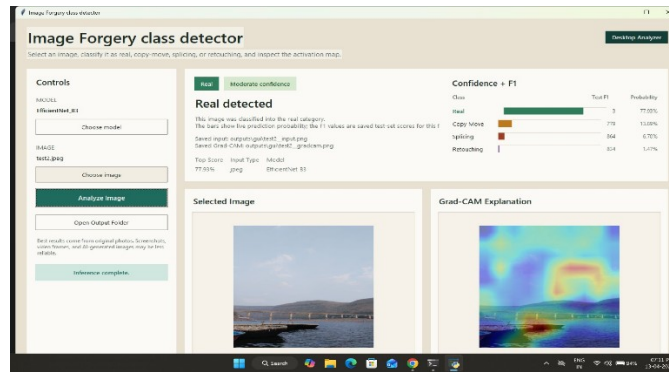 Image Forgery class detector
Image Forgery class detector
Desktop Analyzer
Select an image, classify it as real, copy-move, splicing, or retouching, and inspect the activation map.
Controls
MODEL
EfficientNet_B3
Choose model
IMAGE
test2.jpeg
Choose image
Analyze Image
Open Output Folder
Best results come from original photos. Screenshots,
video frames, and AI-generated images may be less
reliable.
Inference complete.
Real
Moderate confidence
Real detected
This image was classified into the real category.
The bars show live prediction probability; the F1 values are saved test-set scores for this
Saved input: outputs\gui\test2_input.png
Saved Grad-CAM: outputs\gui\test2_gradcam.png
Top Score Input Type Model
77.93% jpeg EfficientNet_B3
Confidence + F1
Class Test F1 Probability
Real 77.93%
Copy Move
Splicing 6.70%
Retouching 1.47%
Selected Image
Grad-CAM Explanation
Search
ENG
IN
84%